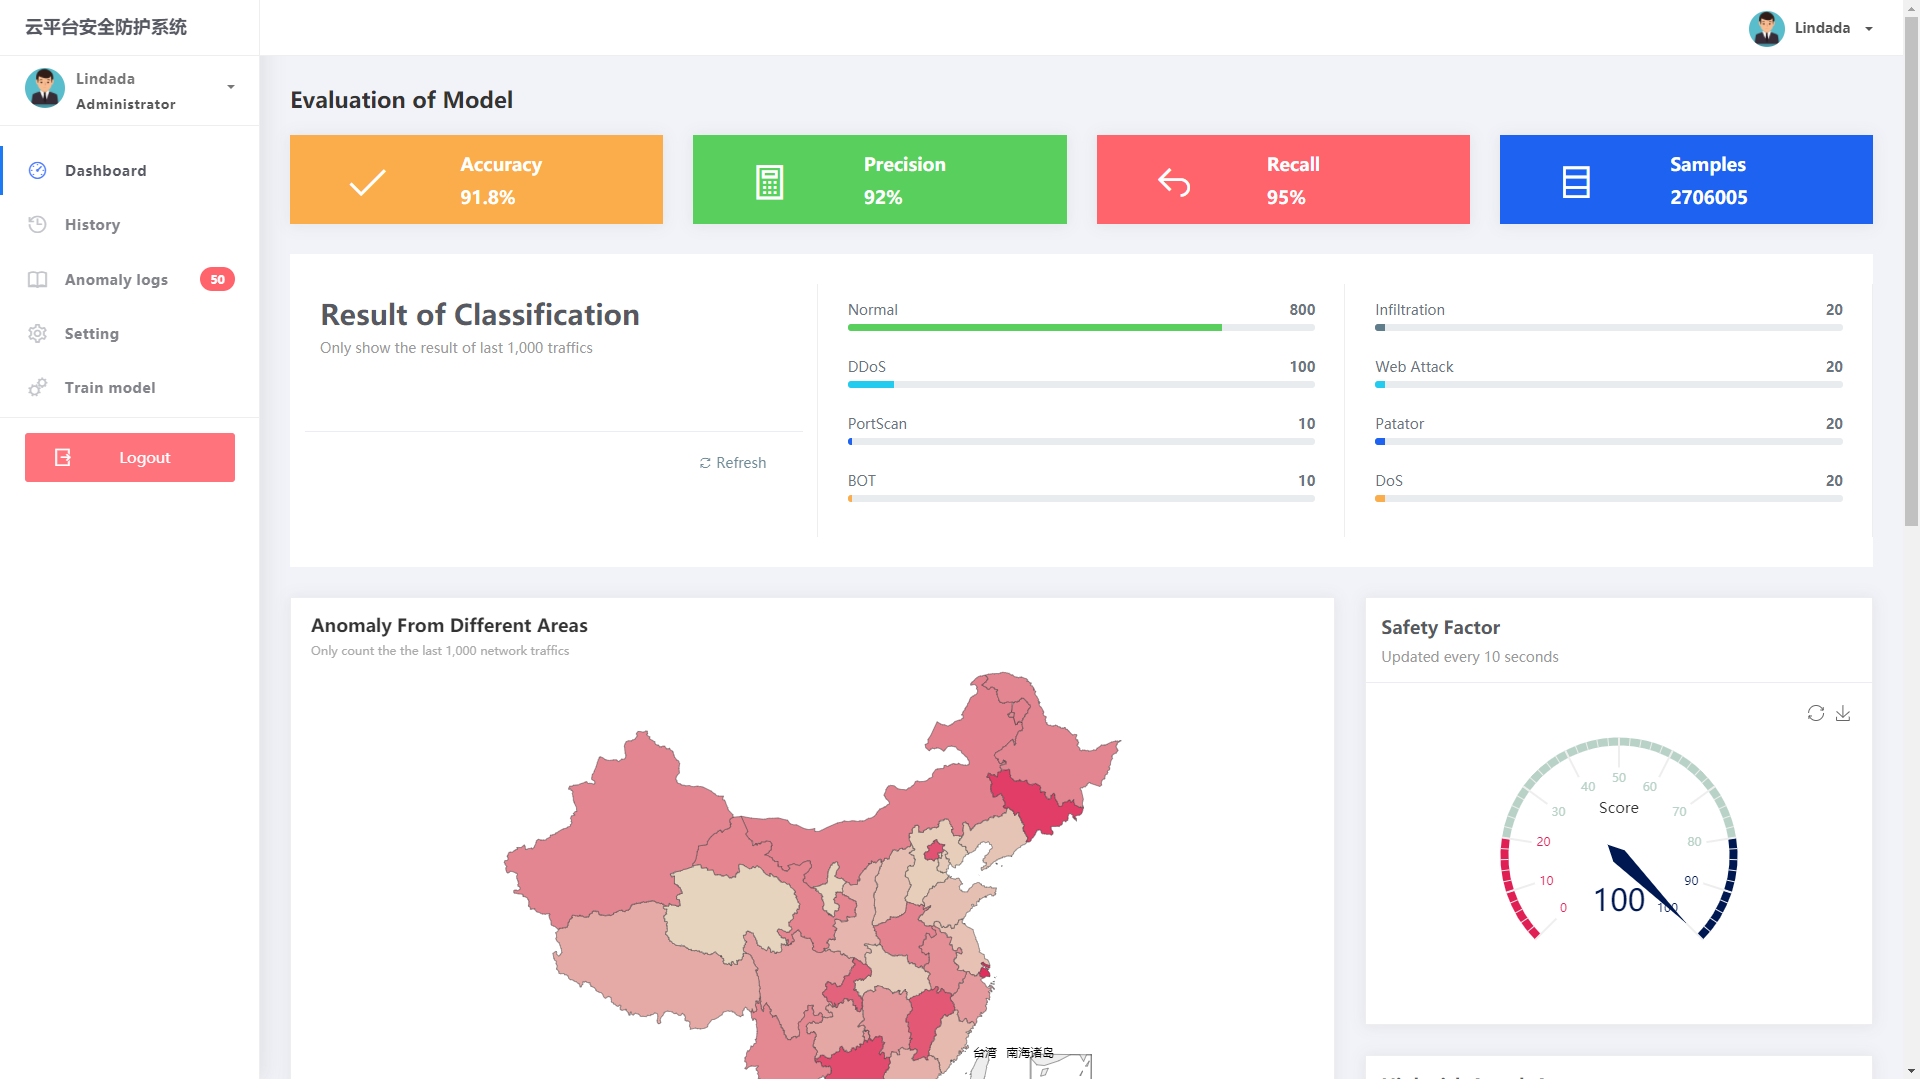 云平台安全防护系统
Lindada
Lindada
Administrator
Dashboard
History
Anomaly logs 50
Setting
Train model
Logout
Evaluation of Model
Accuracy
91.8%
Precision
92%
Recall
95%
Samples
2706005
Result of Classification
Only show the result of last 1,000 traffics
Refresh
Normal 800
DDoS 100
PortScan 10
BOT 10
Infiltration 20
Web Attack 20
Patator 20
DoS 20
Anomaly From Different Areas
Only count the the last 1,000 network traffics
台湾 南海诸岛
Safety Factor
Updated every 10 seconds
0
10
20
30
40
50
60
70
80
90
100
Score
100